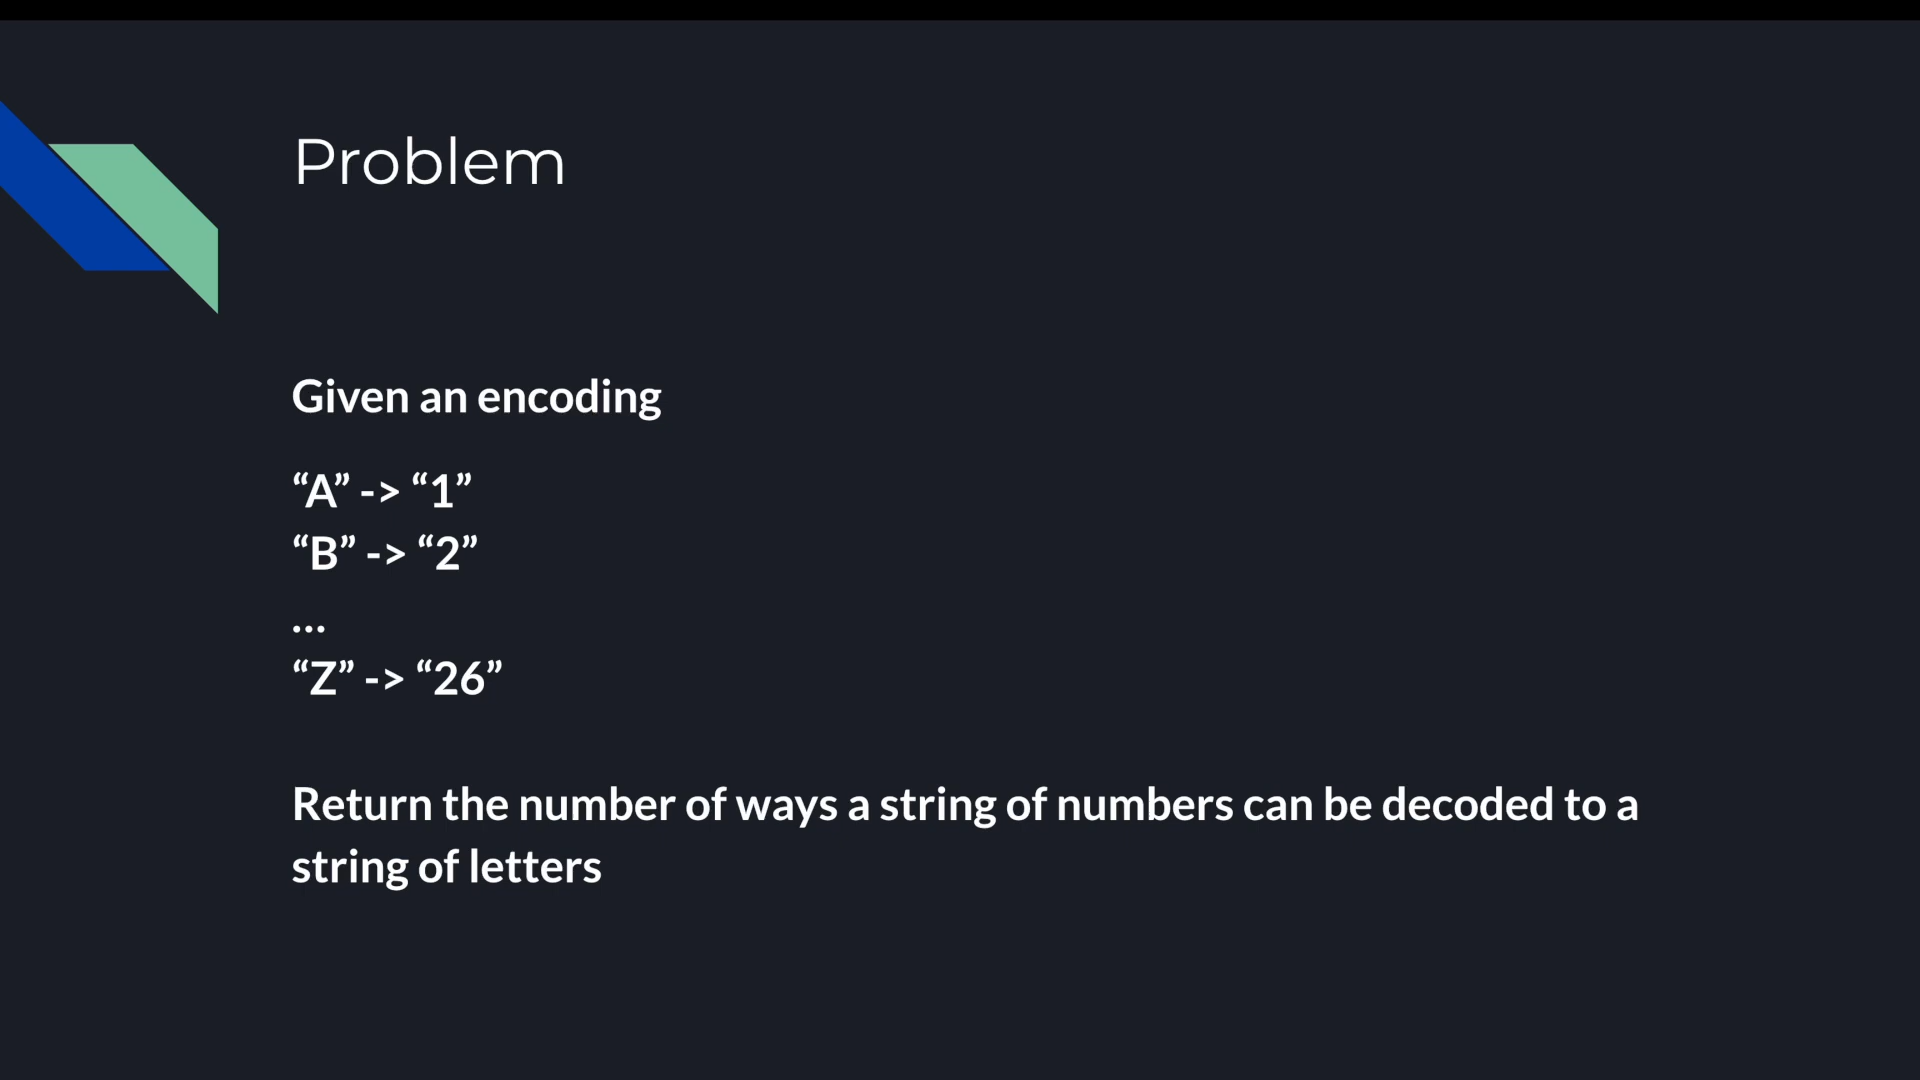 Problem
Given an encoding
“A” -> “1”
“B” -> “2”
...
“Z” -> “26”
Return the number of ways a string of numbers can be decoded to a
string of letters